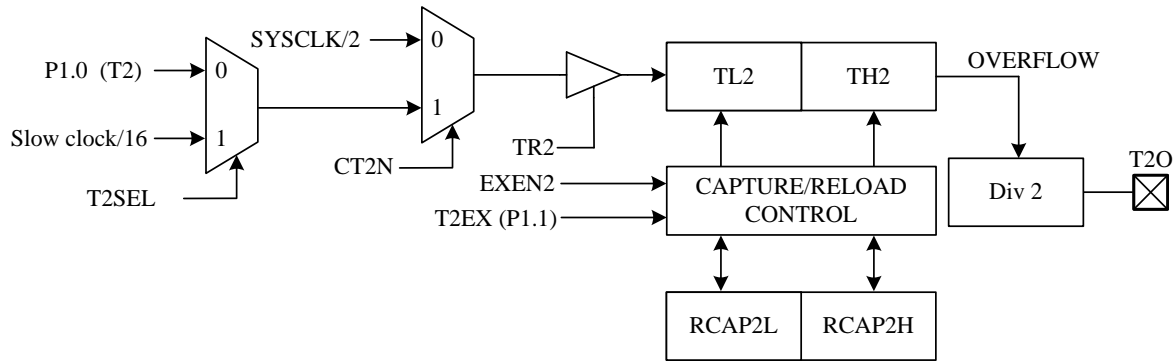 SYSCLK/2
0
P1.0 (T2)
0
TL2
TH2
OVERFLOW
1
Slow clock/16
1
TR2
T2O
CT2N
EXEN2
CAPTURE/RELOAD
CONTROL
T2SEL
Div 2
T2EX (P1.1)
RCAP2L
RCAP2H